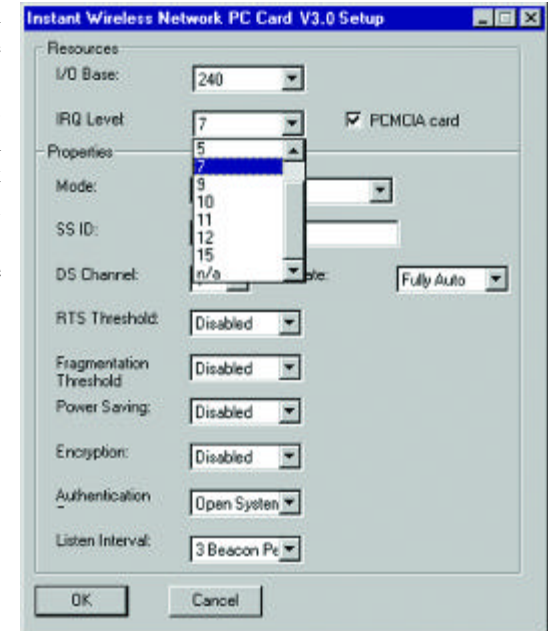 Instant Wireless Network PC Card V3.0 Setup
Resources
I/O Base: 240
IRQ Level: 7 PCMCIA card
Properties
5
7
9
10
11
12
15
n/a
Mode:
SS ID:
DS Channel: Fully Auto
RTS Threshold: Disabled
Fragmentation
Threshold Disabled
Power Saving: Disabled
Encryption: Disabled
Authentication Open System
Listen Interval: 3 Beacon Pe
OK Cancel